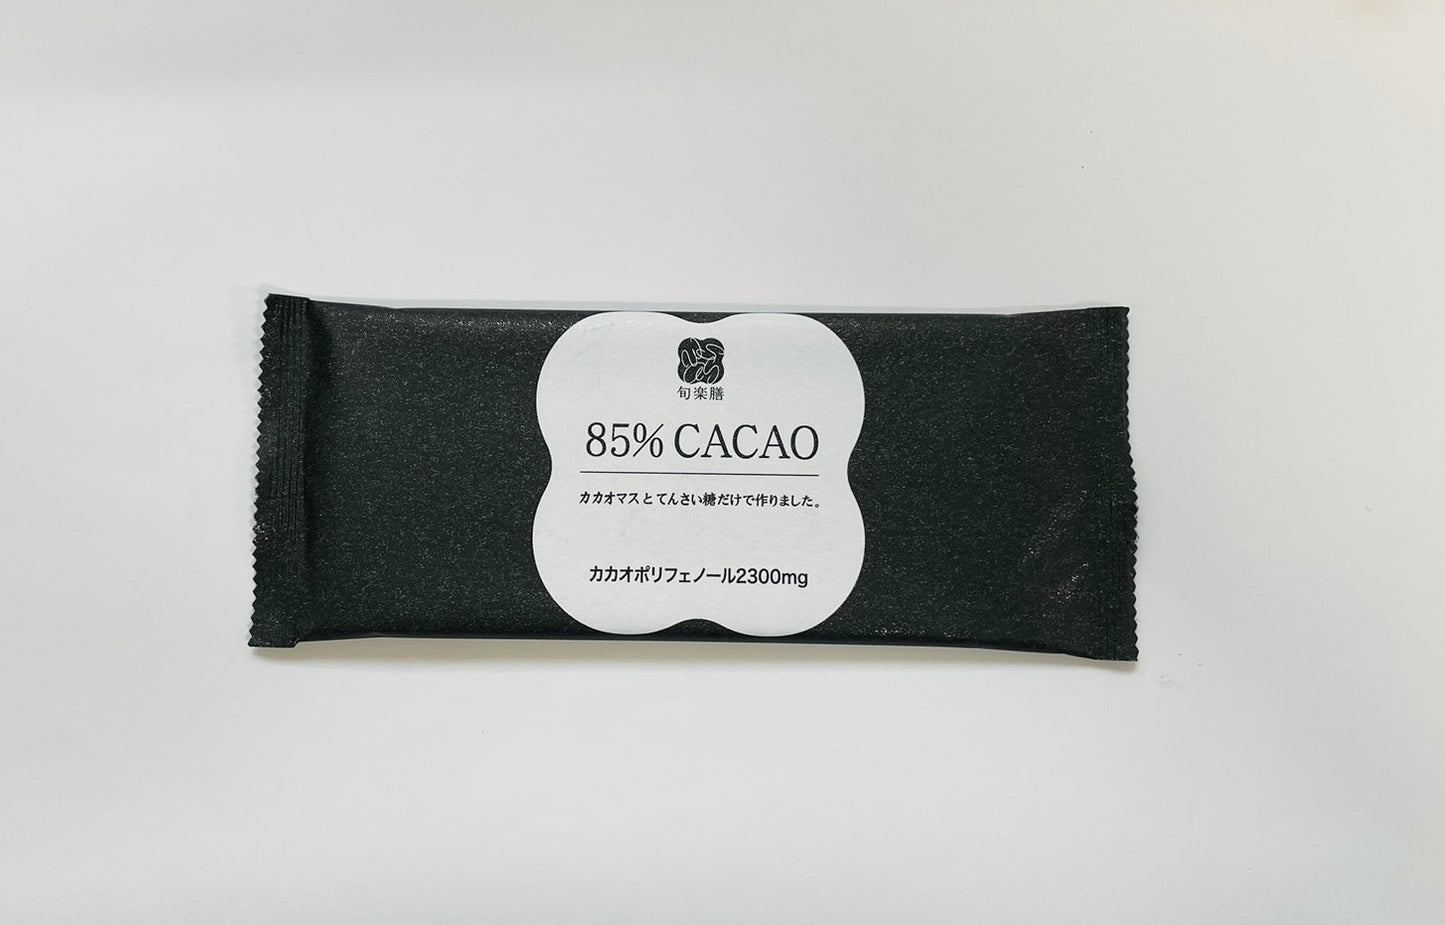 旬楽膳
85% CACAO
カカオマスとてんさい糖だけで作りました。
カカオポリフェノール2300mg